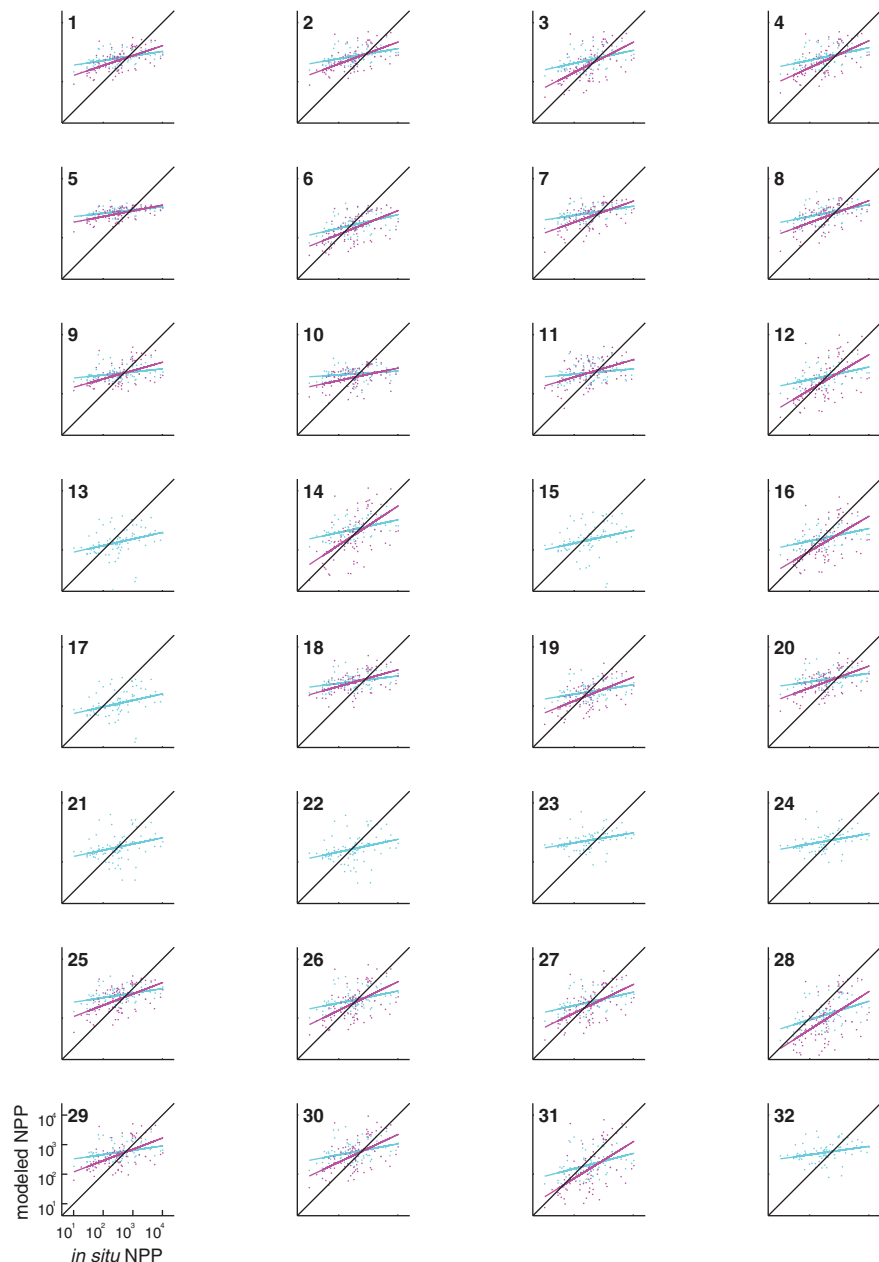 1 2 3 4
5 6 7 8
9 10 11 12
13 14 15 16
17 18 19 20
21 22 23 24
25 26 27 28
29 30 31 32
modeled NPP
10⁴
10³
10²
10¹
10¹ 10² 10³ 10⁴
in situ NPP